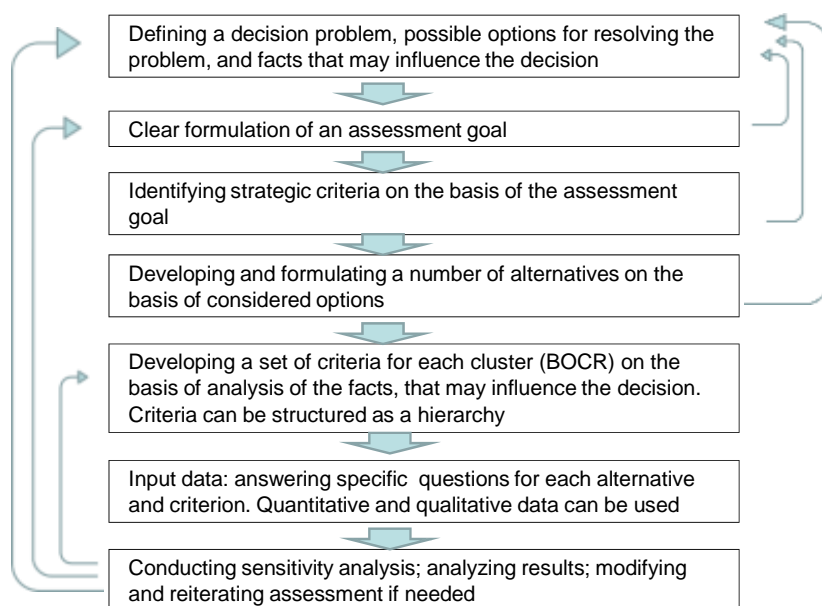 Defining a decision problem, possible options for resolving the
problem, and facts that may influence the decision
Clear formulation of an assessment goal
Identifying strategic criteria on the basis of the assessment
goal
Developing and formulating a number of alternatives on the
basis of considered options
Developing a set of criteria for each cluster (BOCR) on the
basis of analysis of the facts, that may influence the decision.
Criteria can be structured as a hierarchy
Input data: answering specific  questions for each alternative
and criterion. Quantitative and qualitative data can be used
Conducting sensitivity analysis; analyzing results; modifying
and reiterating assessment if needed